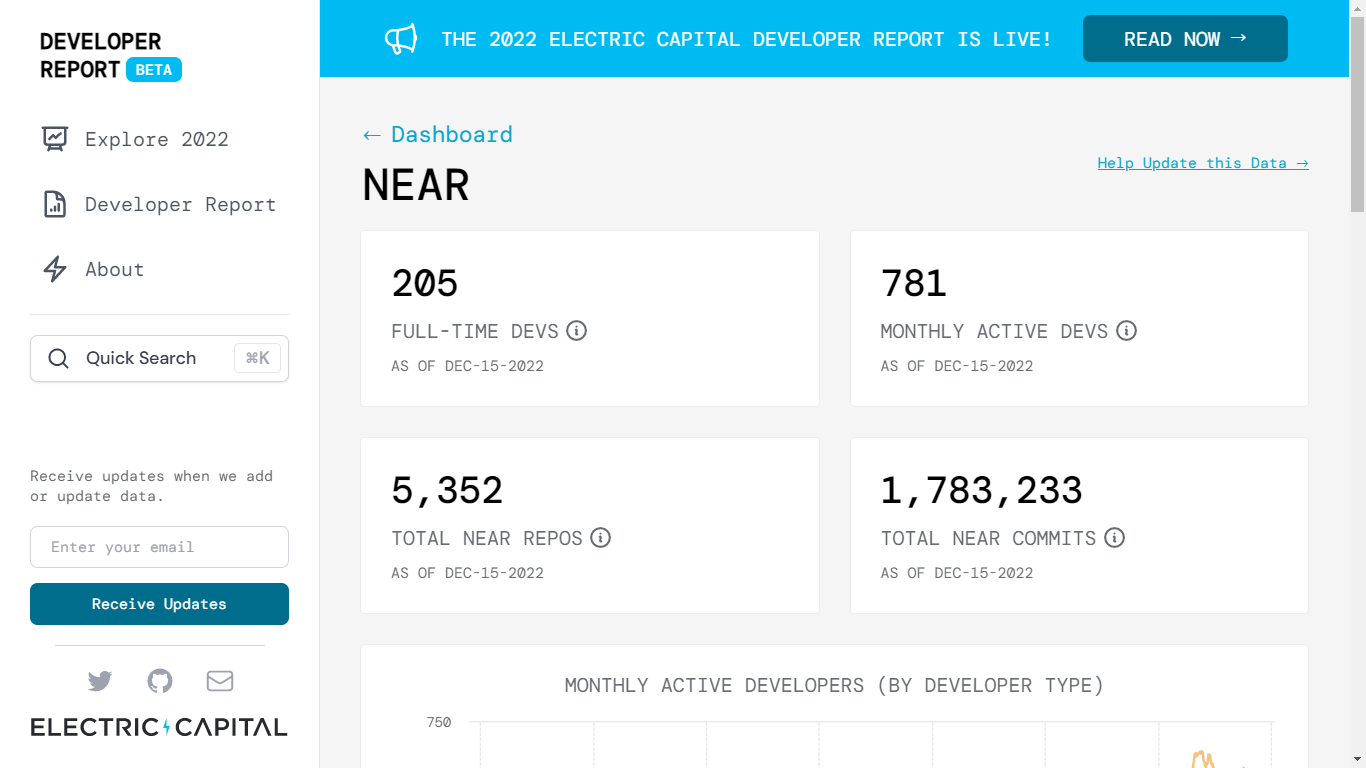 DEVELOPER
REPORT BETA
Explore 2022
Developer Report
About
Quick Search ⌘K
Receive updates when we add
or update data.
Enter your email
Receive Updates
ELECTRIC CAPITAL
THE 2022 ELECTRIC CAPITAL DEVELOPER REPORT IS LIVE!
READ NOW →
← Dashboard
Help Update this Data →
NEAR
205
FULL-TIME DEVS
AS OF DEC-15-2022
781
MONTHLY ACTIVE DEVS
AS OF DEC-15-2022
5,352
TOTAL NEAR REPOS
AS OF DEC-15-2022
1,783,233
TOTAL NEAR COMMITS
AS OF DEC-15-2022
MONTHLY ACTIVE DEVELOPERS (BY DEVELOPER TYPE)
750